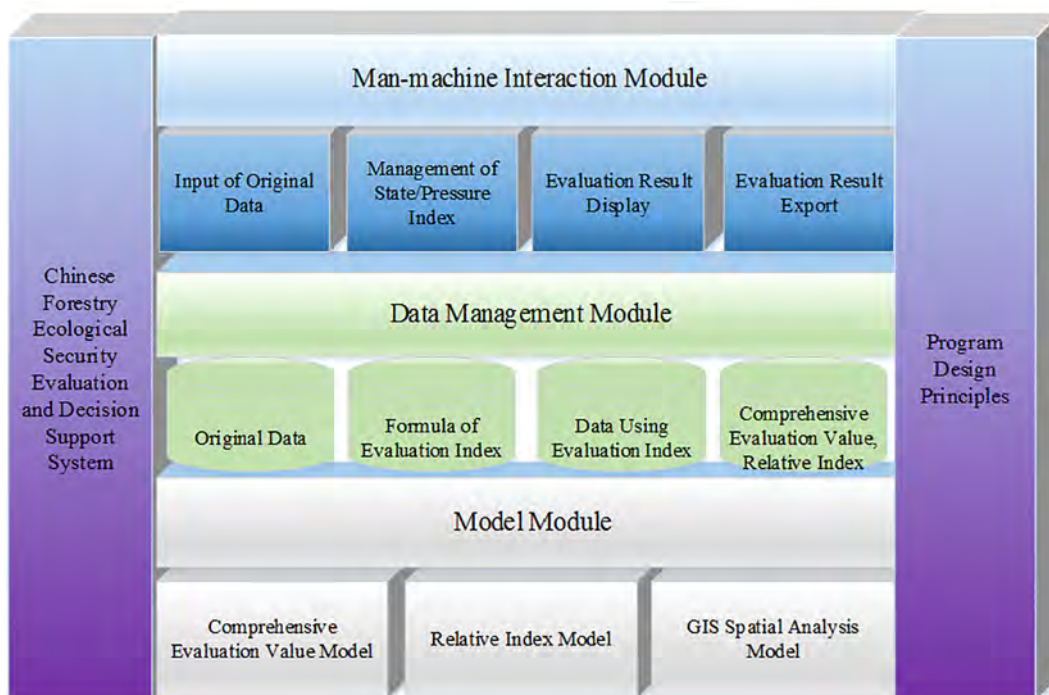 Man-machine Interaction Module
Input of Original
Data
Management of
State/Pressure
Index
Evaluation Result
Display
Evaluation Result
Export
Chinese
Forestry
Ecological
Security
Evaluation
and Decision
Support
System
Data Management Module
Program
Design
Principles
Original Data
Formula of
Evaluation Index
Data Using
Evaluation Index
Comprehensive
Evaluation Value,
Relative Index
Model Module
Comprehensive
Evaluation Value Model
Relative Index Model
GIS Spatial Analysis
Model